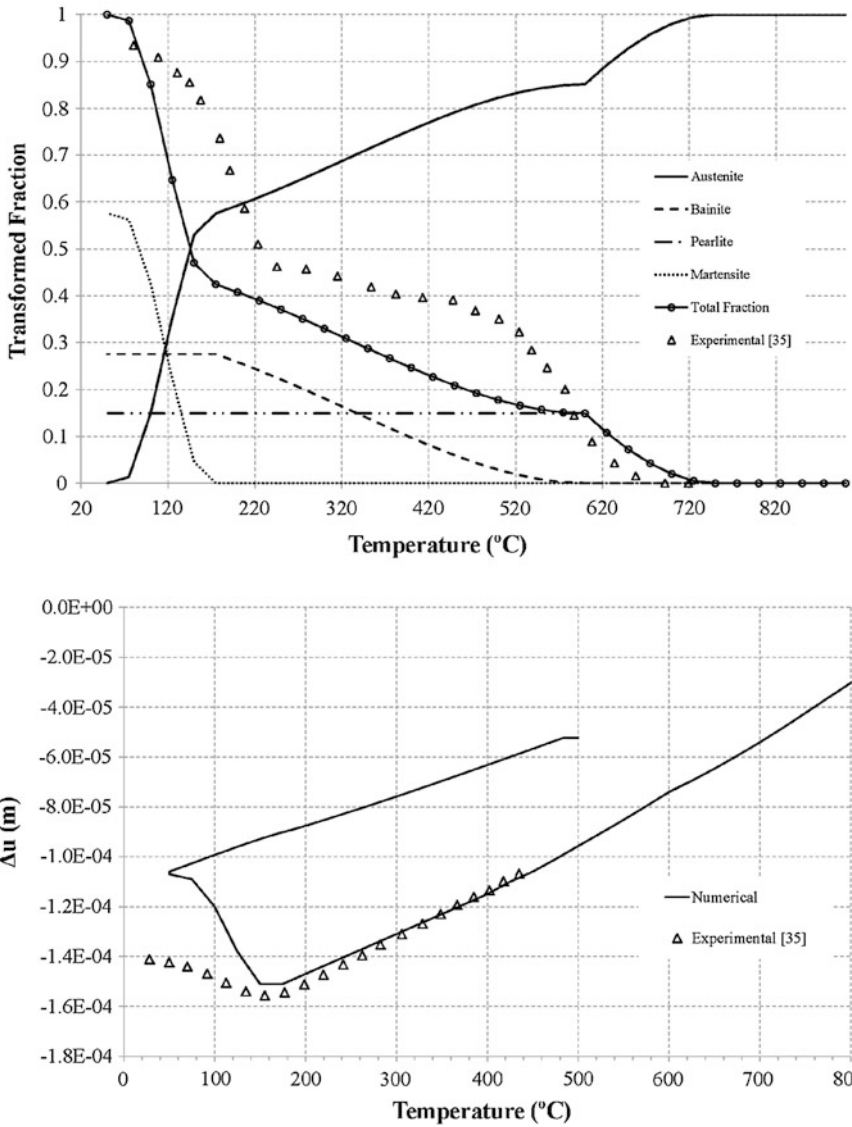 1
0.9
0.8
0.7
0.6
0.5
0.4
0.3
0.2
0.1
0
Transformed Fraction
20 120 220 320 420 520 620 720 820
Temperature (ºC)
Austenite
Bainite
Pearlite
Martensite
Total Fraction
Experimental [35]
0.0E+00
-2.0E-05
-4.0E-05
-6.0E-05
-8.0E-05
-1.0E-04
-1.2E-04
-1.4E-04
-1.6E-04
-1.8E-04
Δu (m)
0 100 200 300 400 500 600 700 80
Temperature (ºC)
Numerical
Experimental [35]